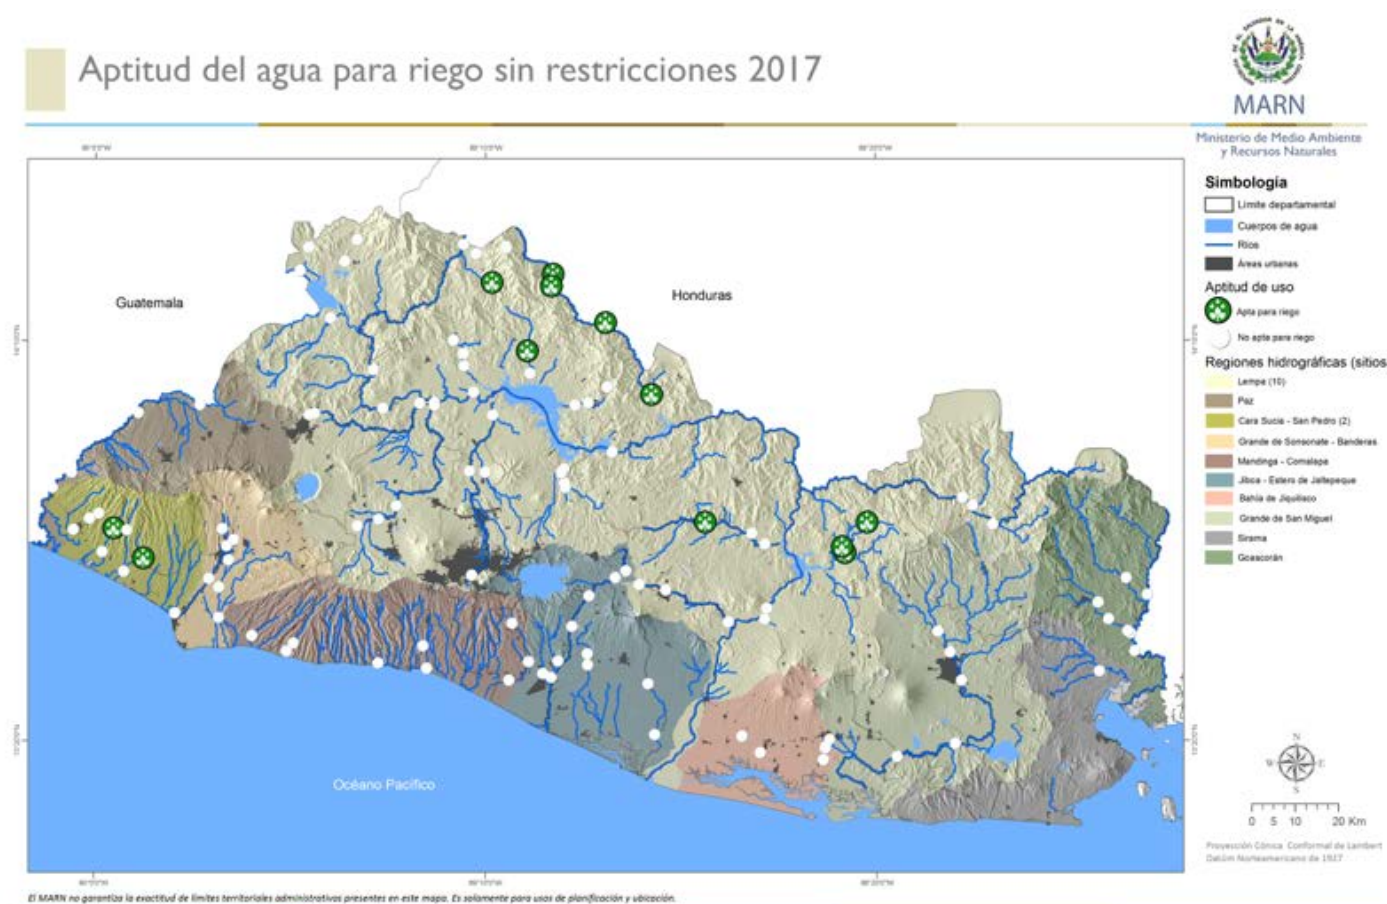 Aptitud del agua para riego sin restricciones 2017
MARN
Ministerio de Medio Ambiente
y Recursos Naturales
Guatemala
Honduras
Océano Pacífico
Simbología
Límite departamental
Cuerpos de agua
Ríos
Áreas urbanas
Aptitud de uso
Apta para riego
No apta para riego
Regiones hidrográficas (sitios
Lempa (10)
Paz
Cara Sucia - San Pedro (2)
Grande de Sonsonate - Banderas
Mandinga - Comalapa
Jiboa - Estero de Jaltepeque
Bahía de Jiquilisco
Grande de San Miguel
Sirama
Goascorán
N
W
E
S
0 5 10 20 Km
Proyección Cónica Conformal de Lambert
Datúm Norteamericano de 1927
El MARN no garantiza la exactitud de límites territoriales administrativos presentes en este mapa. Es solamente para usos de planificación y ubicación.